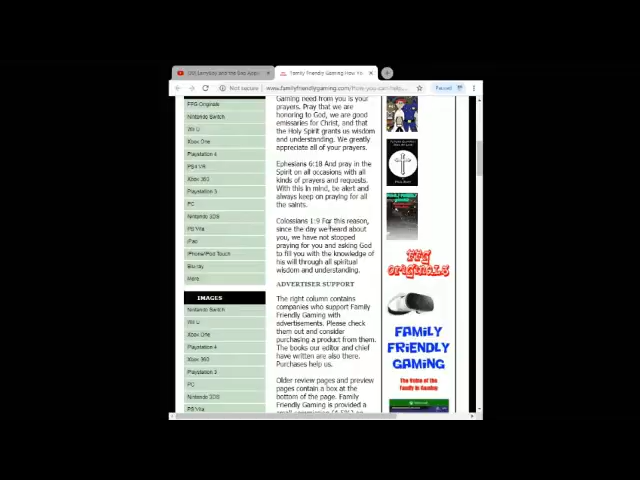 Family Friendly Gaming How Yo
Not secure
www.familyfriendlygaming.com/
Paused
FFG Originals
Nintendo Switch
Wii U
Xbox One
Playstation 4
PS4 VR
Xbox 360
Playstation 3
PC
Nintendo 3DS
PS Vita
iPad
iPhone/iPod Touch
Blu-ray
More
IMAGES
Nintendo Switch
Wii U
Xbox One
Playstation 4
Xbox 360
Playstation 3
PC
Nintendo 3DS
PS Vita
Gaming need from you is your
prayers. Pray that we are
honoring to God, we are good
emissaries for Christ, and that
the Holy Spirit grants us wisdom
and understanding. We greatly
appreciate all of your prayers.
Ephesians 6:18 And pray in the
Spirit on all occasions with all
kinds of prayers and requests.
With this in mind, be alert and
always keep on praying for all
the saints.
Colossians 1:9 For this reason,
since the day we heard about
you, we have not stopped
praying for you and asking God
to fill you with the knowledge of
his will through all spiritual
wisdom and understanding.
ADVERTISER SUPPORT
The right column contains
companies who support Family
Friendly Gaming with
advertisements. Please check
them out and consider
purchasing a product from them.
The books our editor and chief
have written are also there.
Purchases help us.
Older review pages and preview
pages contain a box at the
bottom of the page. Family
Friendly Gaming is provided a
FFG
ORIGINALS
FAMILY
FRIENDLY
GAMING
The Voice of the
Family in Gaming